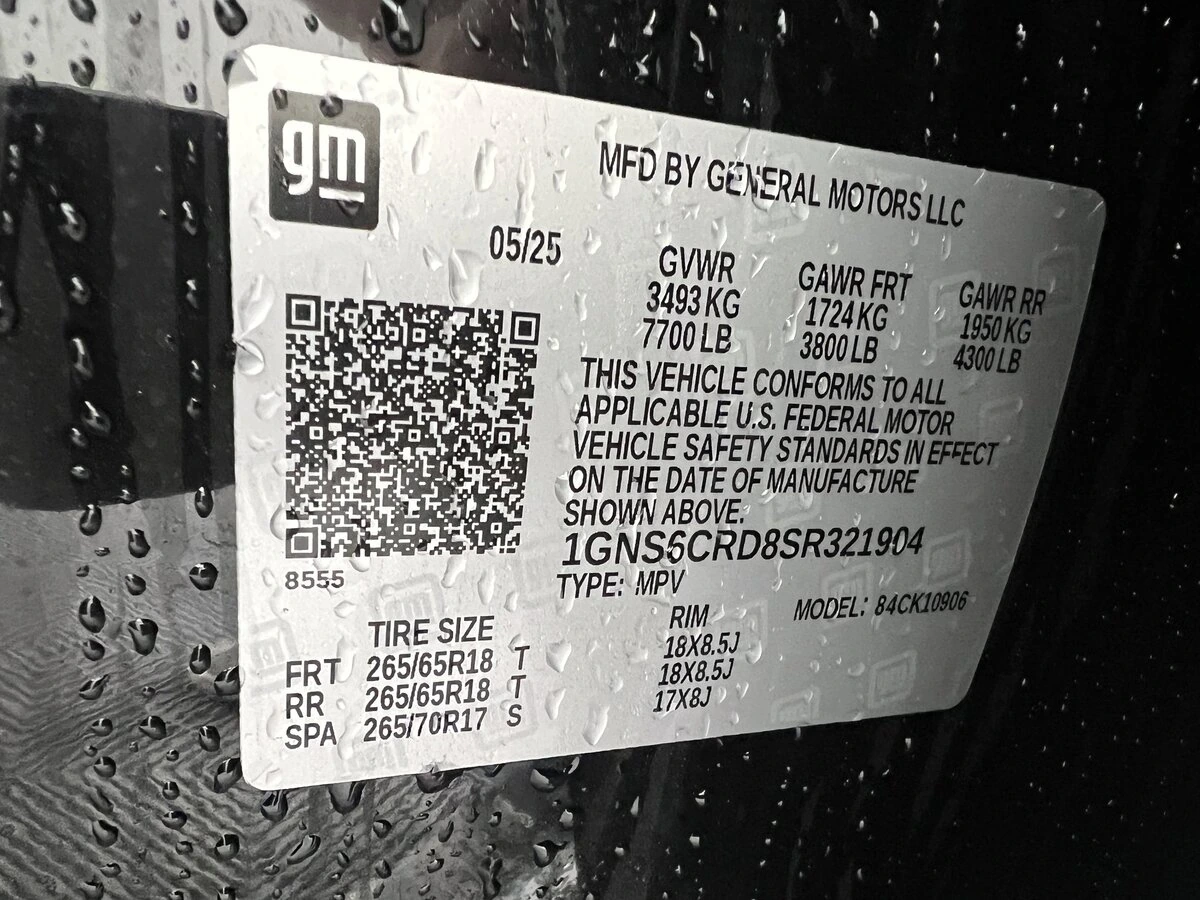 gm
MFD BY GENERAL MOTORS LLC
05/25
GVWR GAWR FRT GAWR RR
3493 KG 1724 KG 1950 KG
7700 LB 3800 LB 4300 LB
THIS VEHICLE CONFORMS TO ALL
APPLICABLE U.S. FEDERAL MOTOR
VEHICLE SAFETY STANDARDS IN EFFECT
ON THE DATE OF MANUFACTURE
SHOWN ABOVE.
1GNS6CRD8SR321904
8555
TYPE: MPV MODEL: 84CK10906
TIRE SIZE RIM
FRT 265/65R18 T 18X8.5J
RR 265/65R18 T 18X8.5J
SPA 265/70R17 S 17X8J